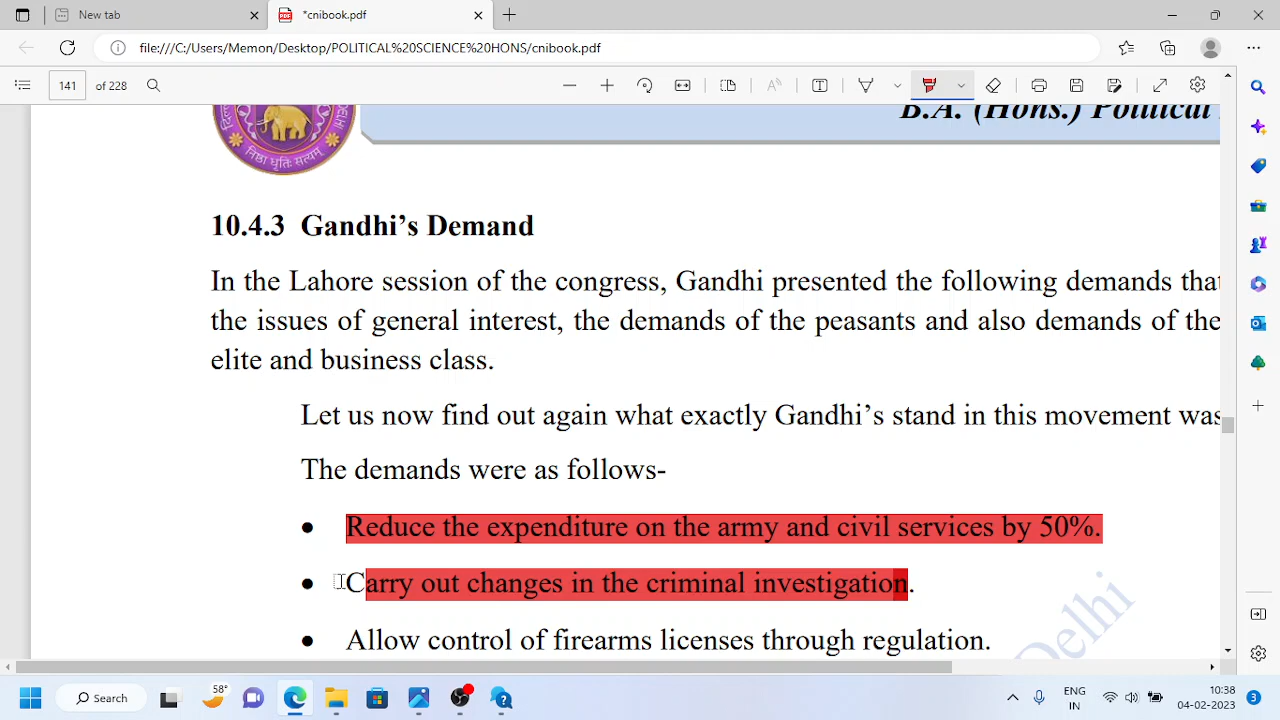 New tab
*cnibook.pdf
file:///C:/Users/Memon/Desktop/POLITICAL%20SCIENCE%20HONS/cnibook.pdf
141 of 228
B.A. (Hons.) Political
निष्ठा धृतिः सत्यम्
10.4.3 Gandhi’s Demand
In the Lahore session of the congress, Gandhi presented the following demands that
the issues of general interest, the demands of the peasants and also demands of the
elite and business class.
Let us now find out again what exactly Gandhi’s stand in this movement was
The demands were as follows-
• Reduce the expenditure on the army and civil services by 50%.
• Carry out changes in the criminal investigation.
• Allow control of firearms licenses through regulation.
Delhi
Search
58°
ENG
IN
10:38
04-02-2023
3